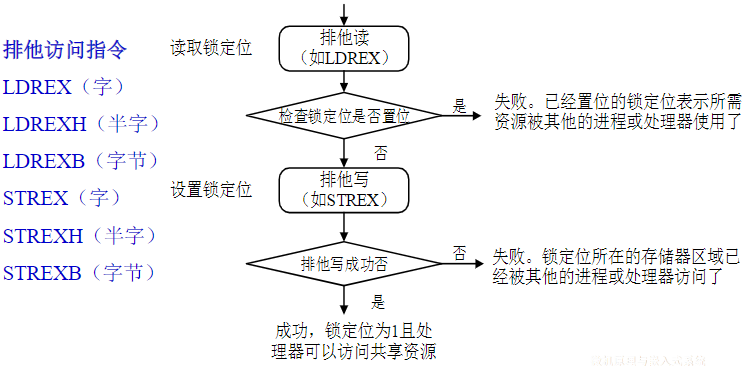 排他访问指令
LDREX（字）
LDREXH（半字）
LDREXB（字节）
STREX（字）
STREXH（半字）
STREXB（字节）
读取锁定位
排他读
（如LDREX）
检查锁定位是否置位
是
失败。已经置位的锁定位表示所需
资源被其他的进程或处理器使用了
否
设置锁定位
排他写
（如STREX）
排他写成功否
否
失败。锁定位所在的存储器区域已
经被其他的进程或处理器访问了
是
成功，锁定位为1且处
理器可以访问共享资源